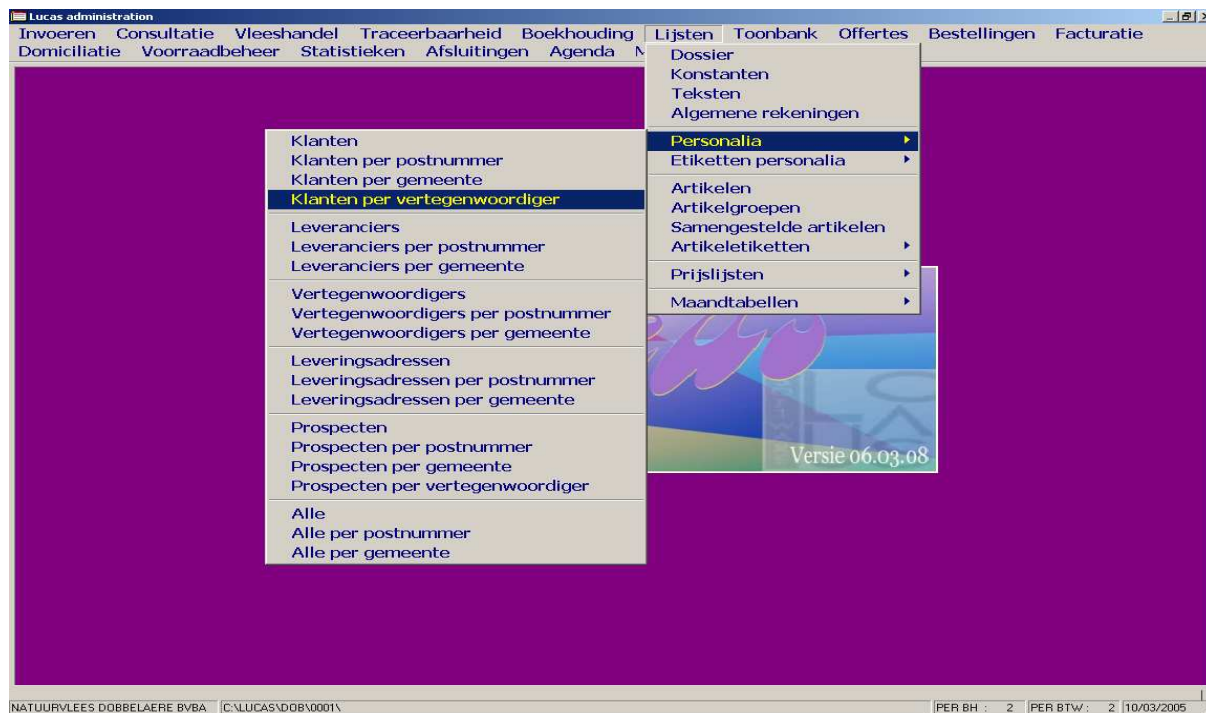 Lucas administration
Invoeren Consultatie Vleeshandel Traceerbaarheid Boekhouding Lijsten Toonbank Offertes Bestellingen Facturatie
Domiciliatie Voorraadbeheer Statistieken Afsluitingen Agenda
Dossier
Konstanten
Teksten
Algemene rekeningen
Personalia
Etiketten personalia
Artikelen
Artikelgroepen
Samengestelde artikelen
Artikeletiketten
Prijslijsten
Maandtabellen
Klanten
Klanten per postnummer
Klanten per gemeente
Klanten per vertegenwoordiger
Leveranciers
Leveranciers per postnummer
Leveranciers per gemeente
Vertegenwoordigers
Vertegenwoordigers per postnummer
Vertegenwoordigers per gemeente
Leveringsadressen
Leveringsadressen per postnummer
Leveringsadressen per gemeente
Prospecten
Prospecten per postnummer
Prospecten per gemeente
Prospecten per vertegenwoordiger
Alle
Alle per postnummer
Alle per gemeente
Versie 06.03.08
NATUURVLEES DOBBELAERE BVBA C:\LUCAS\DOB\0001\ PER BH : 2 PER BTW : 2 10/03/2005